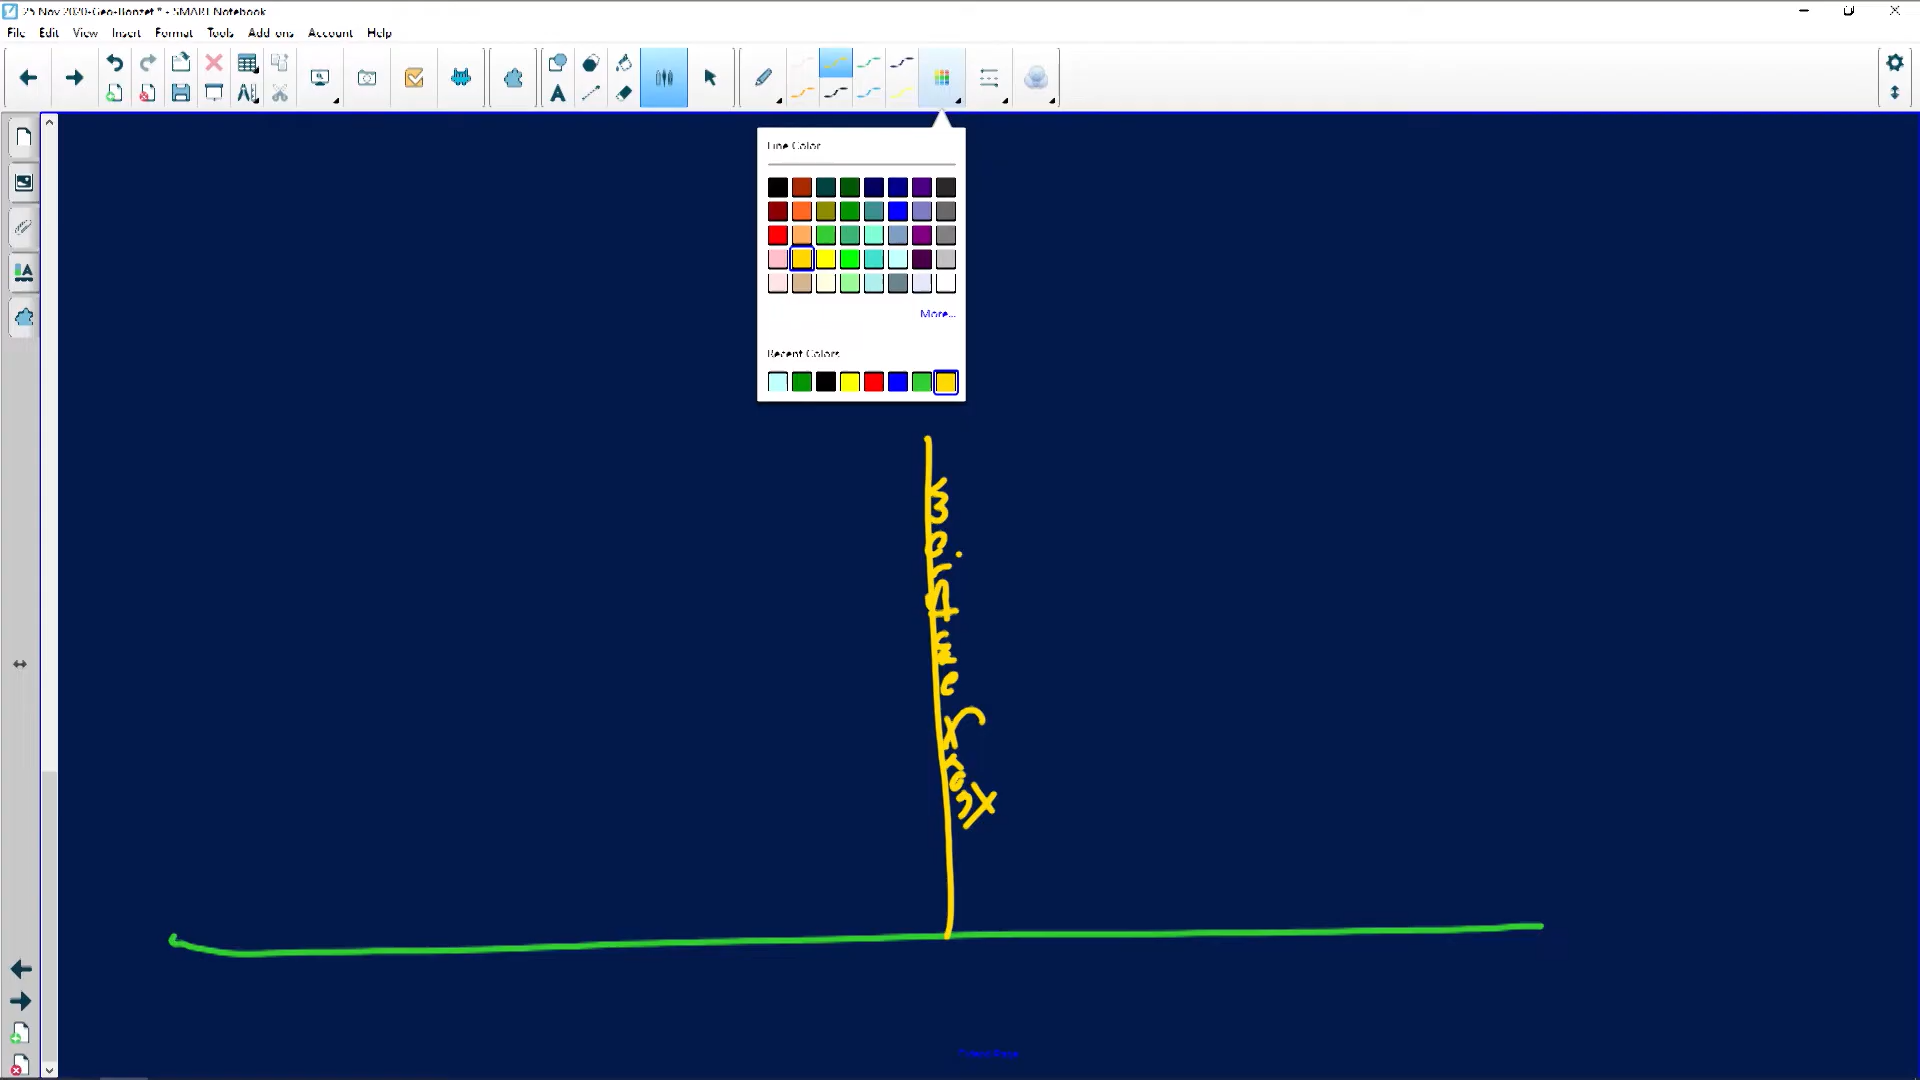 25 Nov 2020-Geo-Bonzet * - SMART Notebook
File Edit View Insert Format Tools Add-ons Account Help
Line Color
More...
Recent Colors
Moisture Front